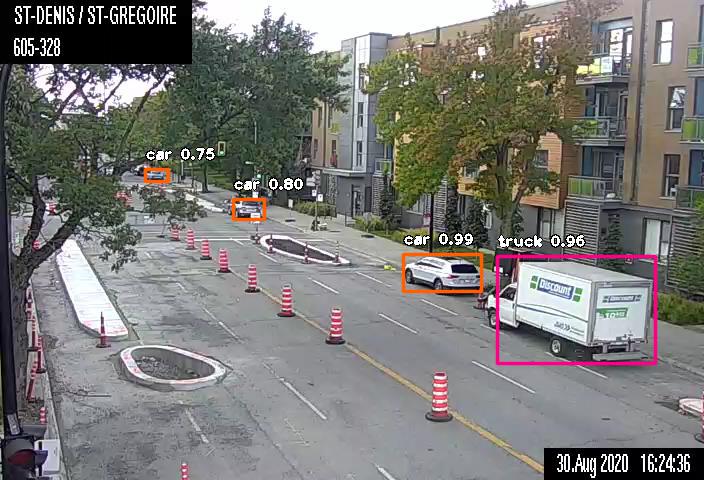 ST-DENIS / ST-GREGOIRE
605-328
car 0.75
car 0.80
car 0.99
truck 0.96
Discount
Discount
30.Aug 2020 16:24:36